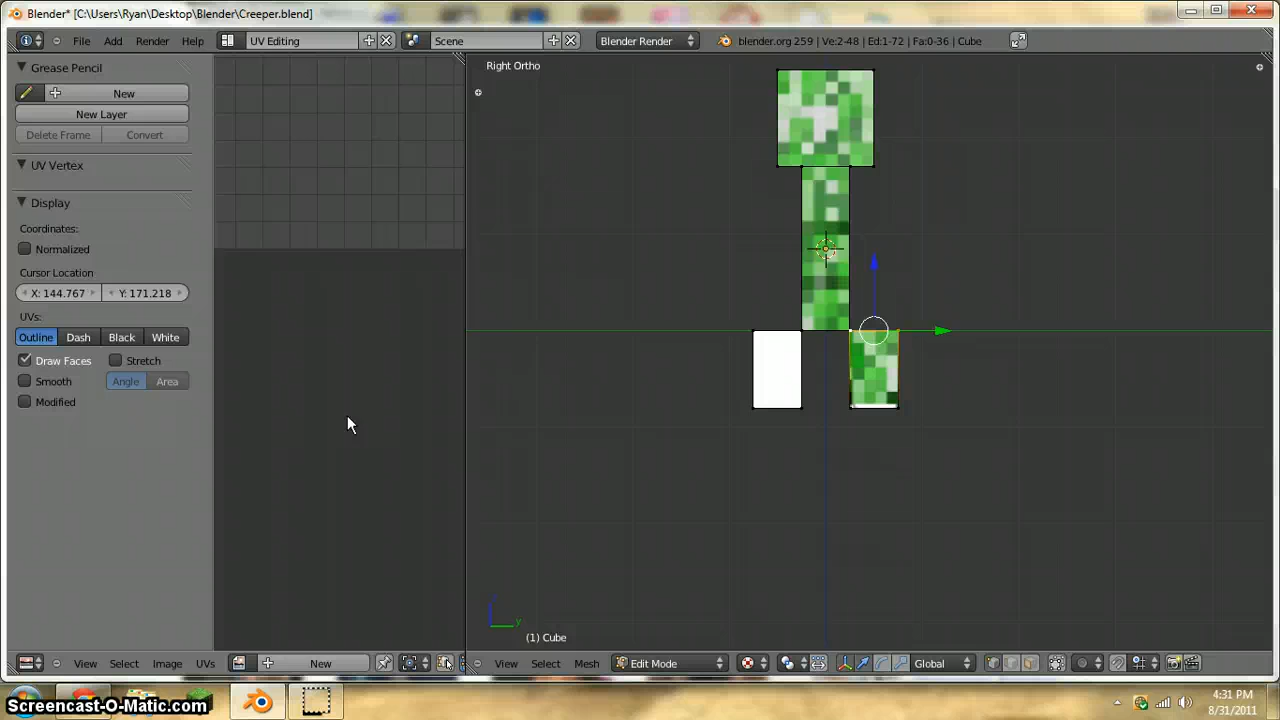 Blender* [C:\Users\Ryan\Desktop\Blender\Creeper.blend]
File Add Render Help UV Editing Scene Blender Render blender.org 259 | Ve:2-48 | Ed:1-72 | Fa:0-36 | Cube
Grease Pencil
New
New Layer
Delete Frame Convert
UV Vertex
Display
Coordinates:
Normalized
Cursor Location
X: 144.767 Y: 171.218
UVs:
Outline Dash Black White
Draw Faces Stretch
Smooth Angle Area
Modified
Right Ortho
z
y
(1) Cube
View Select Image UVs New
View Select Mesh Edit Mode Global
Screencast-O-Matic.com
4:31 PM
8/31/2011